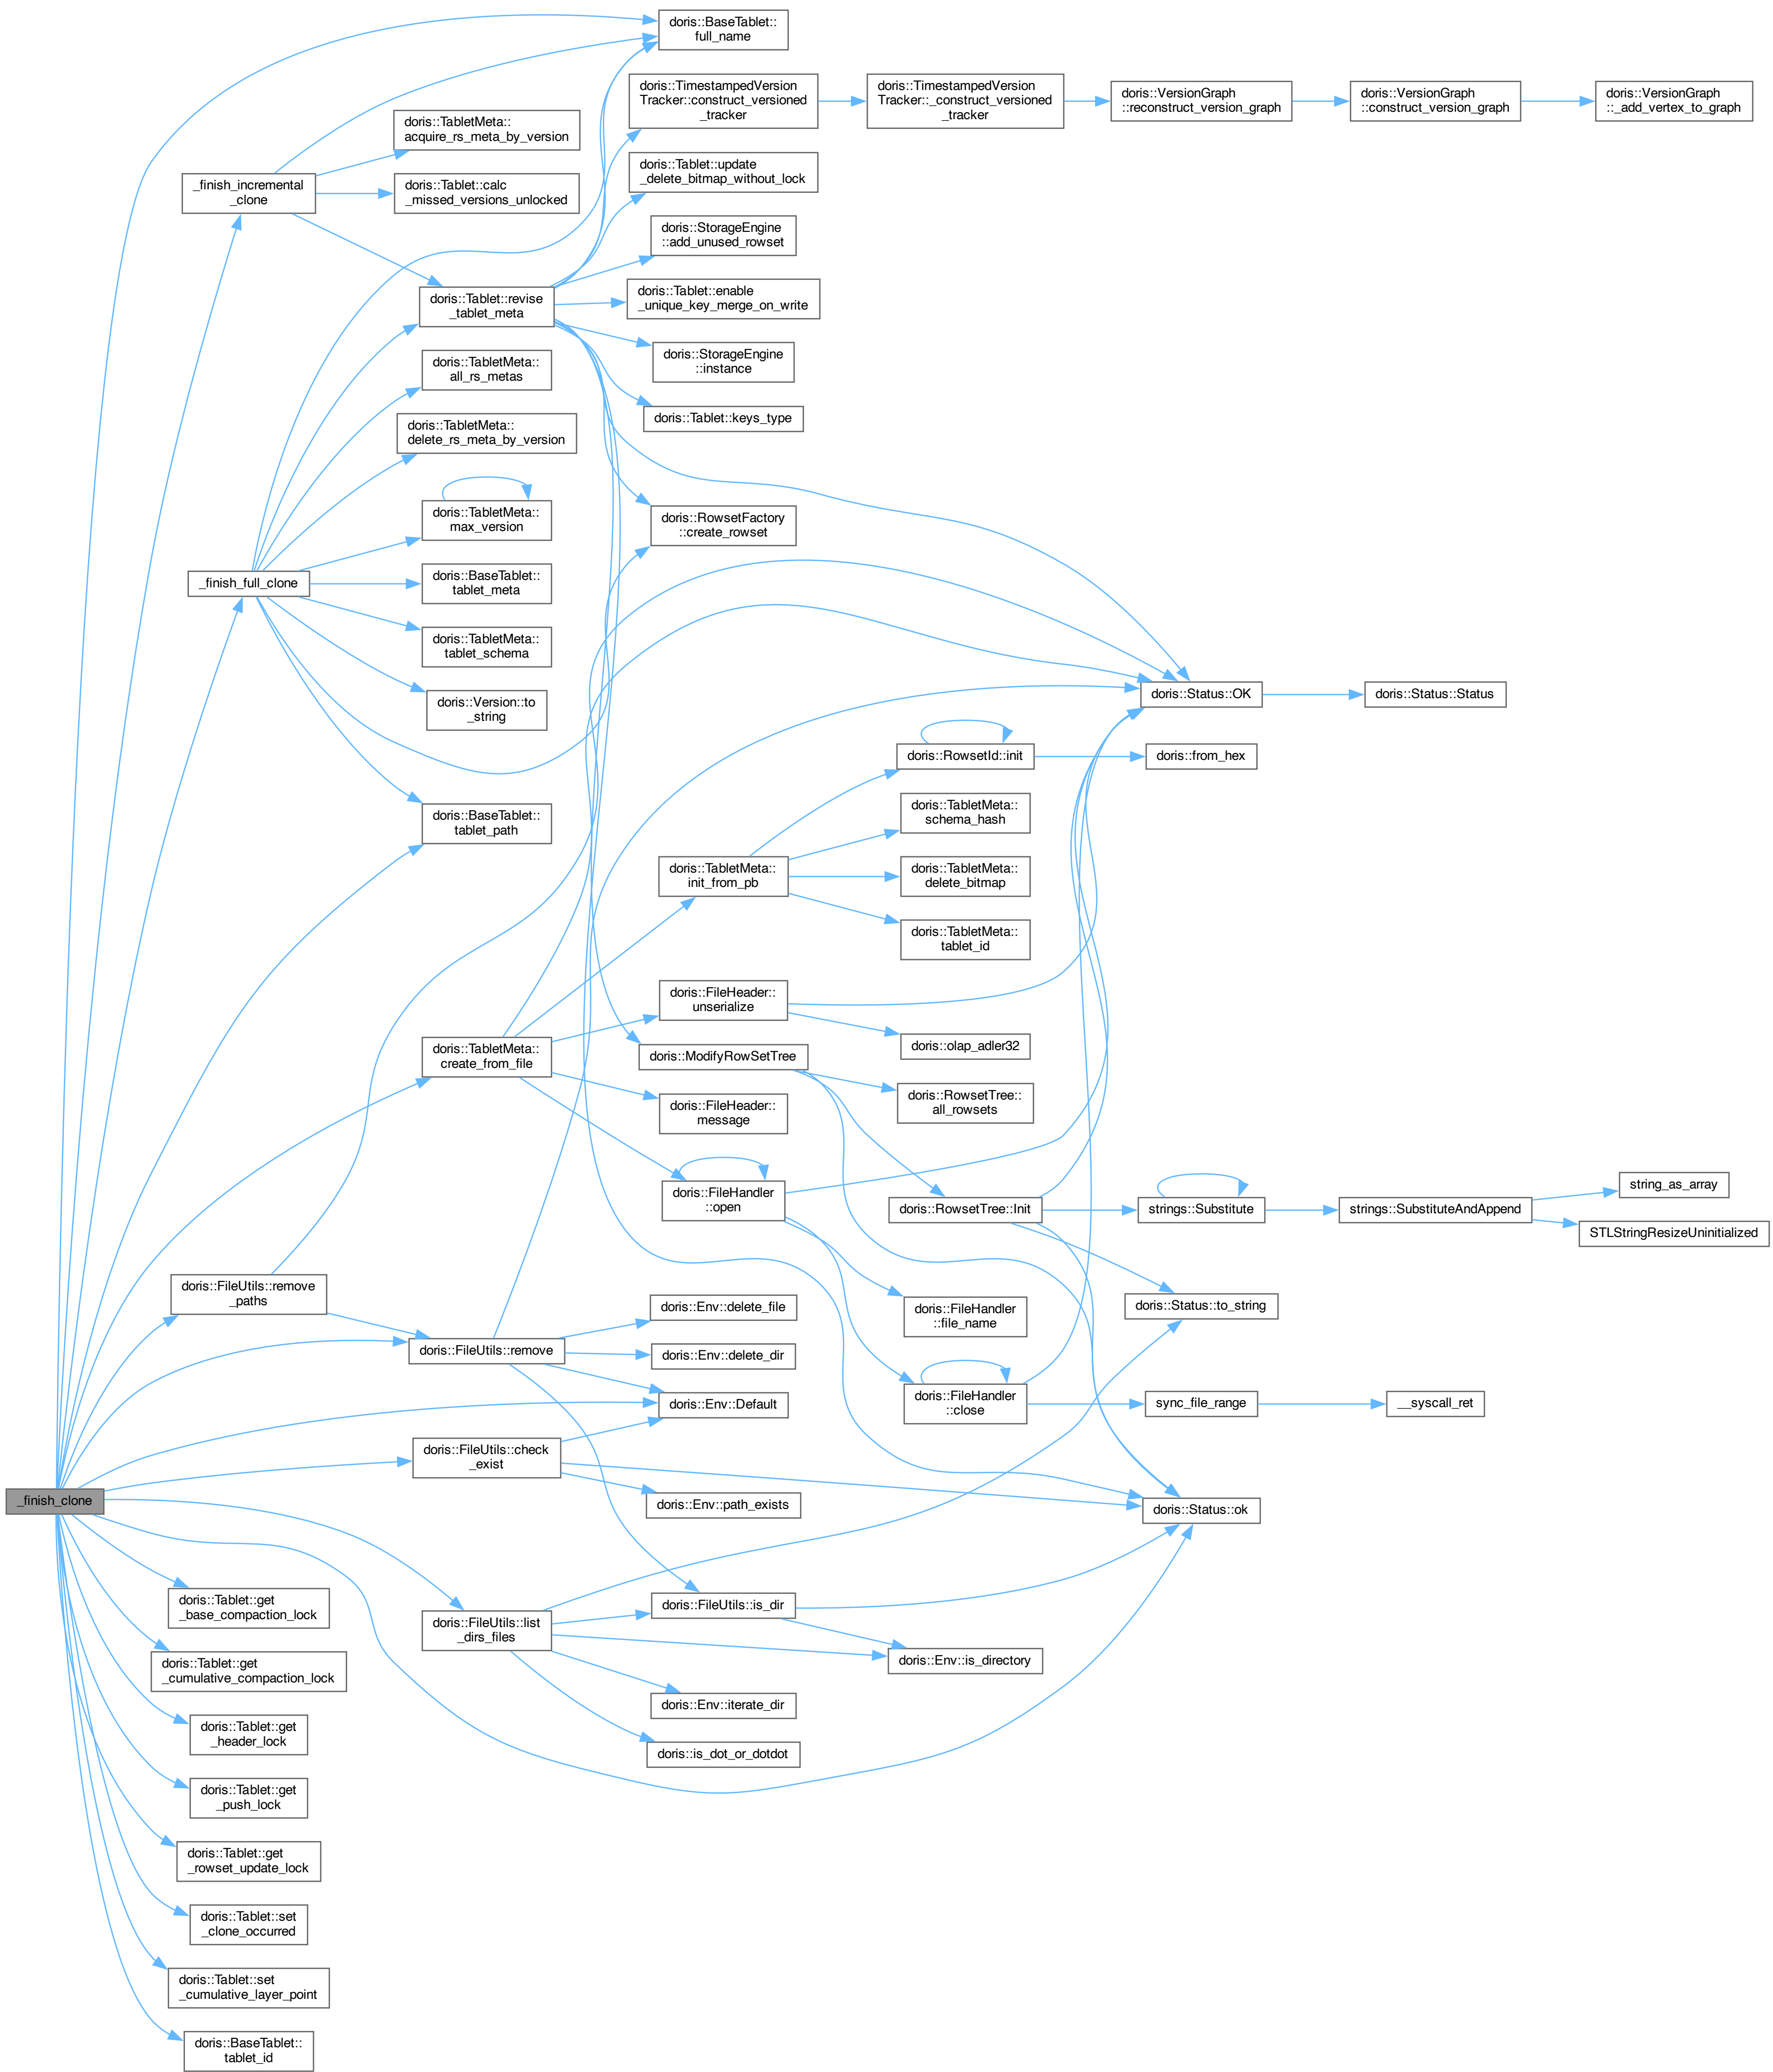 doris::BaseTablet::
full_name
doris::TimestampedVersion
Tracker::construct_versioned
_tracker
doris::TimestampedVersion
Tracker::_construct_versioned
_tracker
doris::VersionGraph
::reconstruct_version_graph
doris::VersionGraph
::construct_version_graph
doris::VersionGraph
::_add_vertex_to_graph
doris::TabletMeta::
acquire_rs_meta_by_version
_finish_incremental
_clone
doris::Tablet::calc
_missed_versions_unlocked
doris::Tablet::update
_delete_bitmap_without_lock
doris::StorageEngine
::add_unused_rowset
doris::Tablet::revise
_tablet_meta
doris::Tablet::enable
_unique_key_merge_on_write
doris::StorageEngine
::instance
doris::TabletMeta::
all_rs_metas
doris::Tablet::keys_type
doris::TabletMeta::
delete_rs_meta_by_version
doris::TabletMeta::
max_version
doris::RowsetFactory
::create_rowset
_finish_full_clone
doris::BaseTablet::
tablet_meta
doris::TabletMeta::
tablet_schema
doris::Version::to
_string
doris::Status::OK
doris::Status::Status
doris::RowsetId::init
doris::from_hex
doris::BaseTablet::
tablet_path
doris::TabletMeta::
schema_hash
doris::TabletMeta::
init_from_pb
doris::TabletMeta::
delete_bitmap
doris::TabletMeta::
tablet_id
doris::FileHeader::
unserialize
doris::olap_adler32
doris::TabletMeta::
create_from_file
doris::ModifyRowSetTree
doris::RowsetTree::
all_rowsets
doris::FileHeader::
message
doris::FileHandler
::open
doris::RowsetTree::Init
strings::Substitute
strings::SubstituteAndAppend
string_as_array
STLStringResizeUninitialized
doris::FileUtils::remove
_paths
doris::Env::delete_file
doris::FileHandler
::file_name
doris::Status::to_string
doris::FileUtils::remove
doris::Env::delete_dir
doris::Env::Default
doris::FileHandler
::close
sync_file_range
__syscall_ret
doris::FileUtils::check
_exist
_finish_clone
doris::Env::path_exists
doris::Status::ok
doris::Tablet::get
_base_compaction_lock
doris::FileUtils::list
_dirs_files
doris::FileUtils::is_dir
doris::Env::is_directory
doris::Tablet::get
_cumulative_compaction_lock
doris::Env::iterate_dir
doris::Tablet::get
_header_lock
doris::is_dot_or_dotdot
doris::Tablet::get
_push_lock
doris::Tablet::get
_rowset_update_lock
doris::Tablet::set
_clone_occurred
doris::Tablet::set
_cumulative_layer_point
doris::BaseTablet::
tablet_id